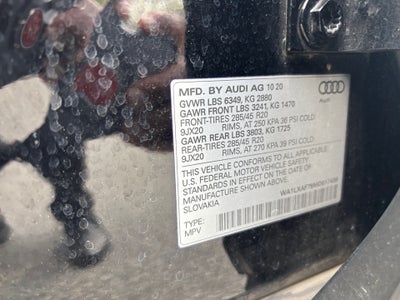 MFD. BY AUDI AG 10 20
GVWR LBS 6349, KG 2880
GAWR FRONT LBS 3241, KG 1470
FRONT-TIRES 285/45 R20
9JX20 RIMS, AT 250 KPA 36 PSI COLD
GAWR REAR LBS 3803, KG 1725
REAR-TIRES 285/45 R20
9JX20 RIMS, AT 270 KPA 39 PSI COLD
THIS VEHICLE CONFORMS TO ALL APPLICABLE
U.S. FEDERAL MOTOR VEHICLE SAFETY
STANDARDS IN EFFECT ON THE DATE OF
MANUFACTURE SHOWN ABOVE
SLOVAKIA
TYPE:
MPV
Audi